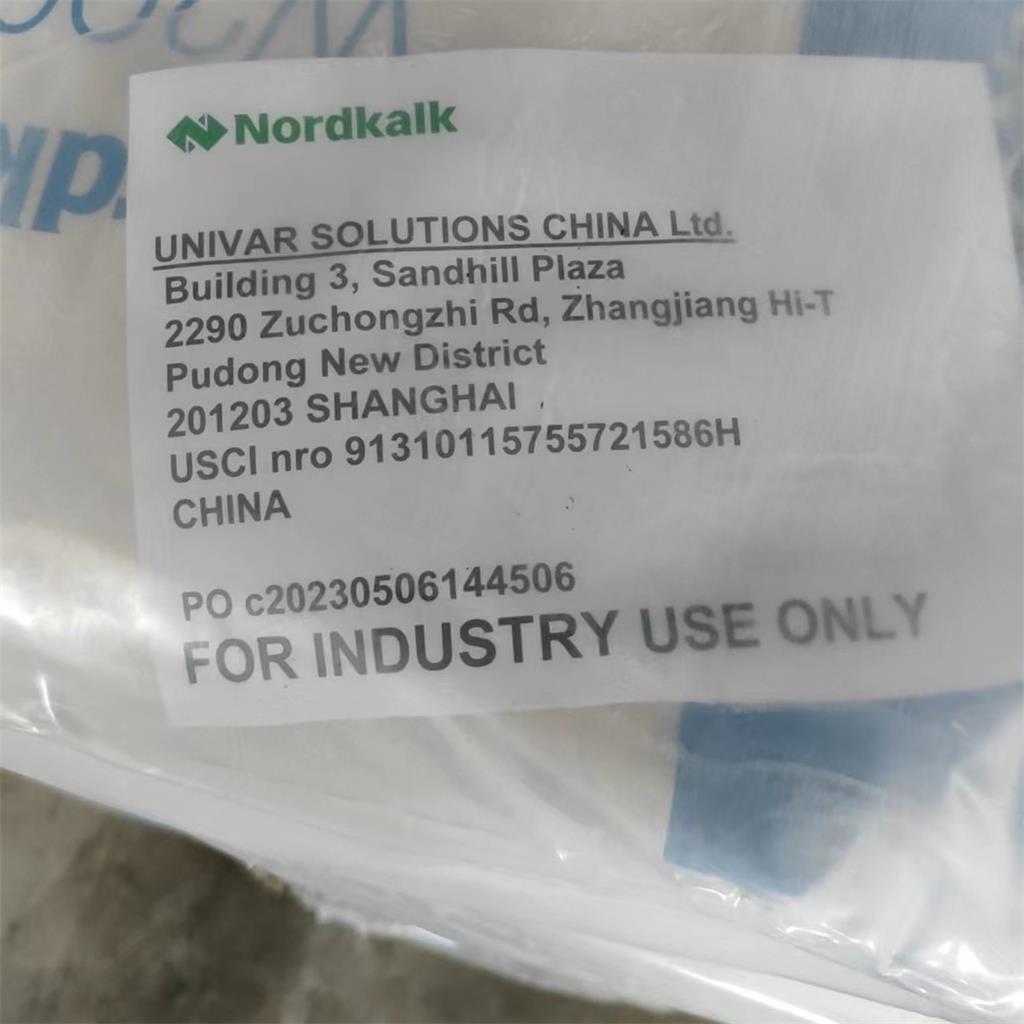 Nordkalk
UNIVAR SOLUTIONS CHINA Ltd.
Building 3, Sandhill Plaza
2290 Zuchongzhi Rd, Zhangjiang Hi-T
Pudong New District
201203 SHANGHAI
USCI nro 91310115755721586H
CHINA
PO c20230506144506
FOR INDUSTRY USE ONLY